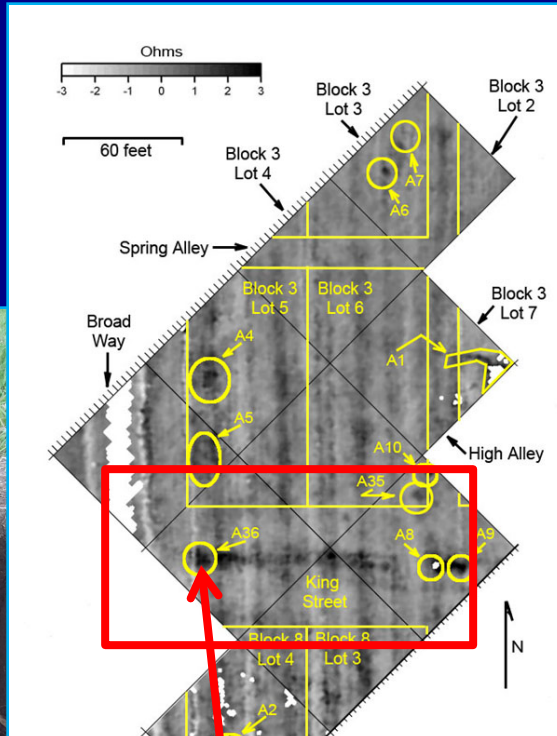 Ohms
-3 -2 -1 0 1 2 3
60 feet
Block 3
Lot 3
Block 3
Lot 2
Block 3
Lot 4
A7
A6
Spring Alley
Block 3
Lot 5
Block 3
Lot 6
Block 3
Lot 7
Broad
Way
A4
A1
A5
A10
High Alley
A35
A36
A8
A9
King
Street
N
Block 8
Lot 4
Block 8
Lot 3
A2